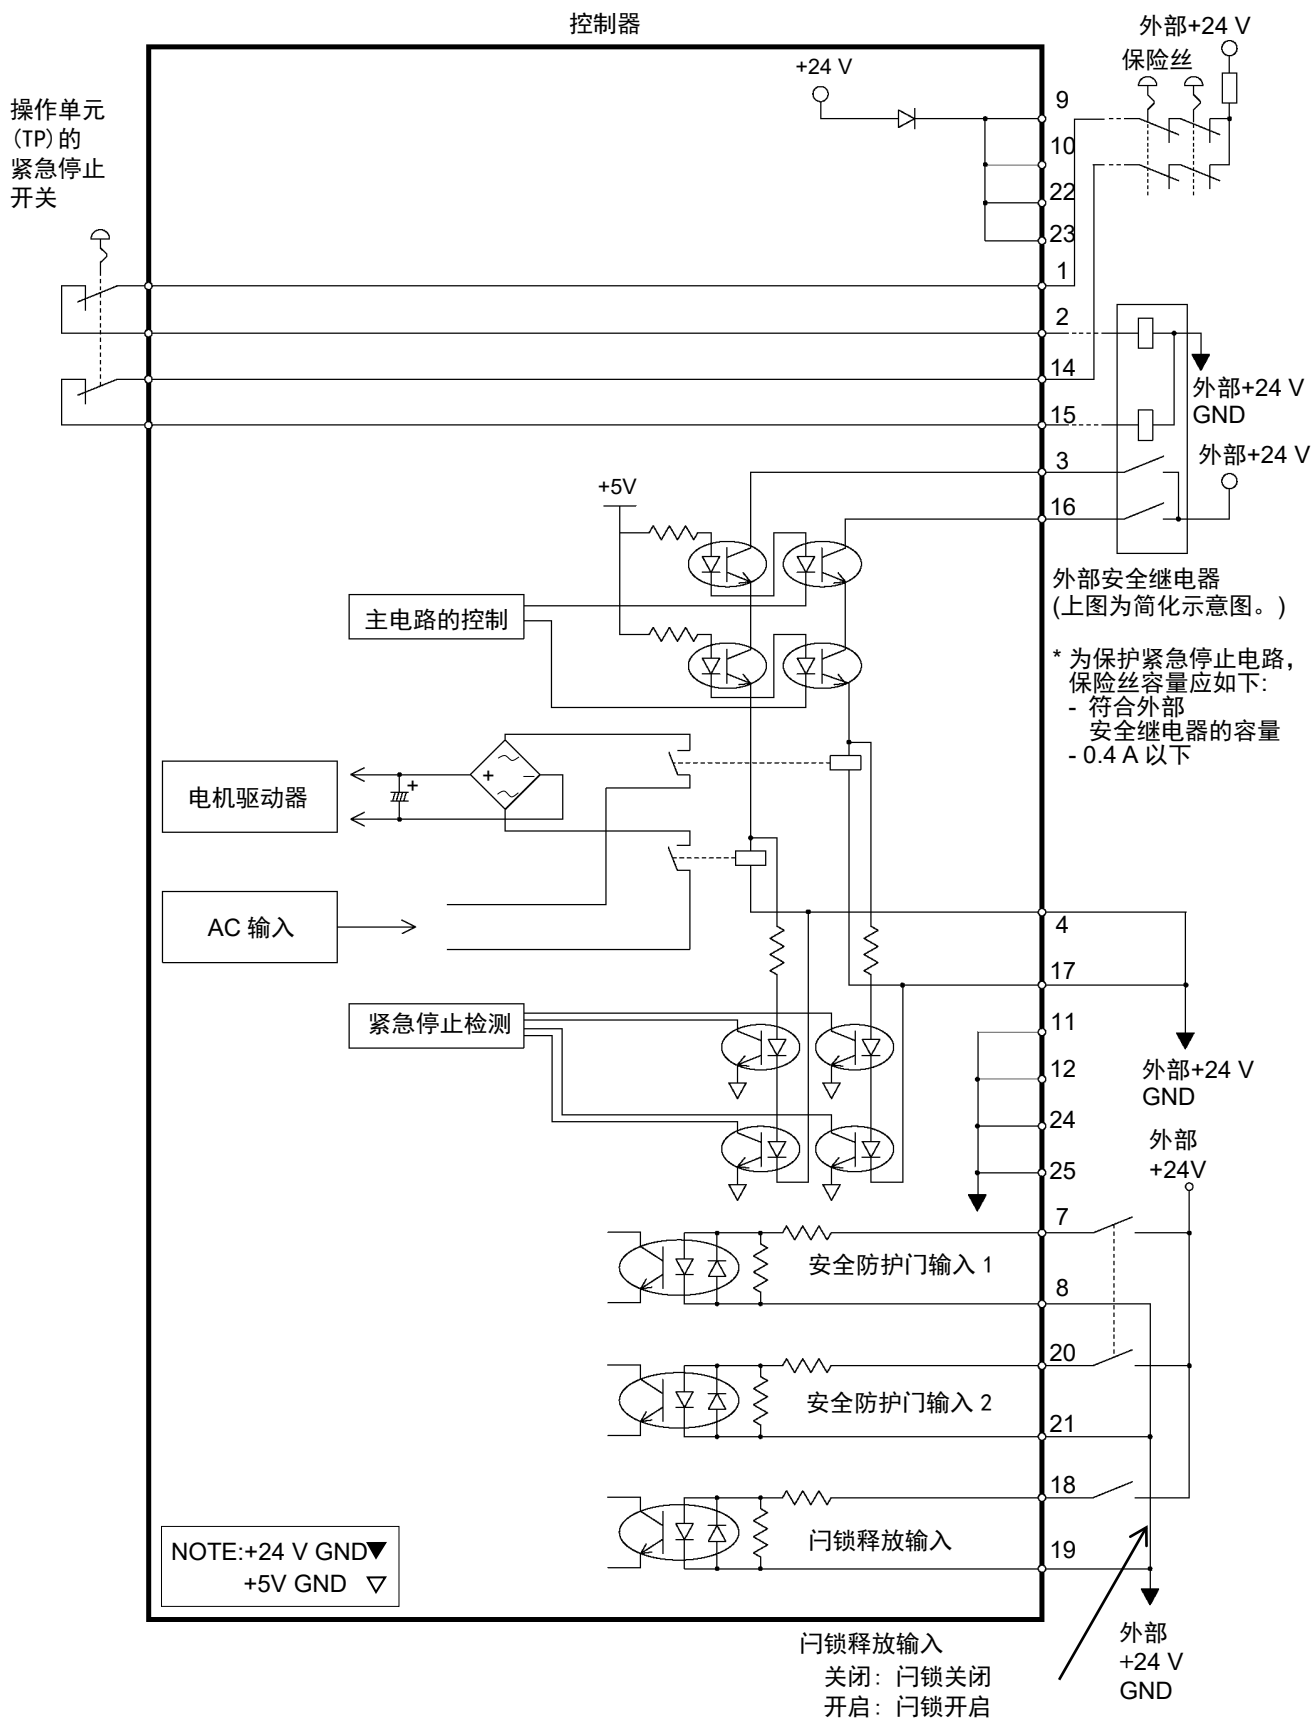 控制器
外部+24 V
保险丝
+24 V
操作单元
(TP)的
紧急停止
开关
9
10
22
23
1
2
14
外部+24 V
GND
15
3
外部+24 V
+5V
16
外部安全继电器
(上图为简化示意图。)
主电路的控制
* 为保护紧急停止电路，
保险丝容量应如下:
- 符合外部
安全继电器的容量
- 0.4 A 以下
电机驱动器
+
−
+
AC 输入
4
17
紧急停止检测
11
12
外部+24 V
GND
24
外部
+24V
25
7
安全防护门输入 1
8
20
安全防护门输入 2
21
18
闩锁释放输入
19
NOTE:+24 V GND▼
+5V GND ▽
闩锁释放输入
关闭： 闩锁关闭
开启： 闩锁开启
外部
+24 V
GND